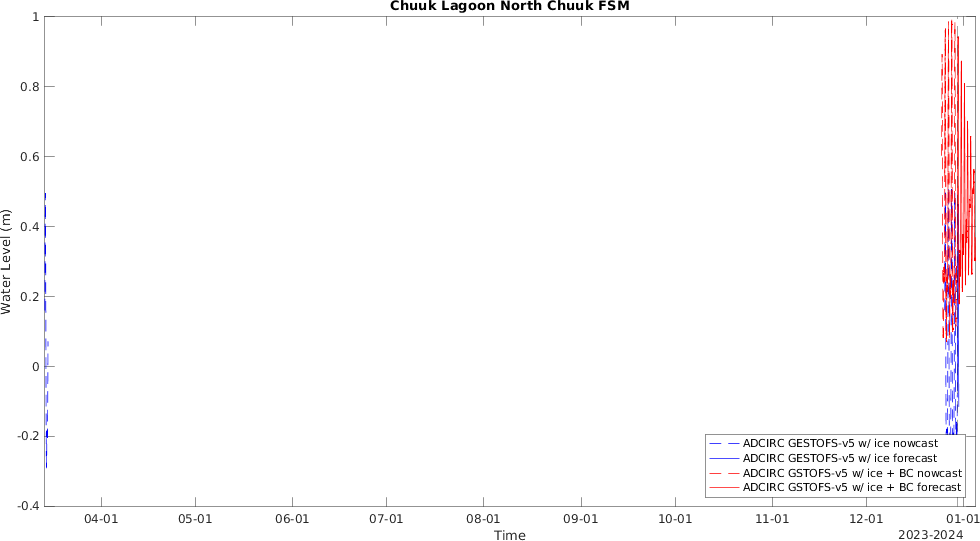 Chuuk Lagoon North Chuuk FSM
1
0.8
0.6
0.4
0.2
0
-0.2
-0.4
Water Level (m)
ADCIRC GESTOFS-v5 w/ ice nowcast
ADCIRC GESTOFS-v5 w/ ice forecast
ADCIRC GSTOFS-v5 w/ ice + BC nowcast
ADCIRC GSTOFS-v5 w/ ice + BC forecast
04-01 05-01 06-01 07-01 08-01 09-01 10-01 11-01 12-01 01-01
Time
2023-2024